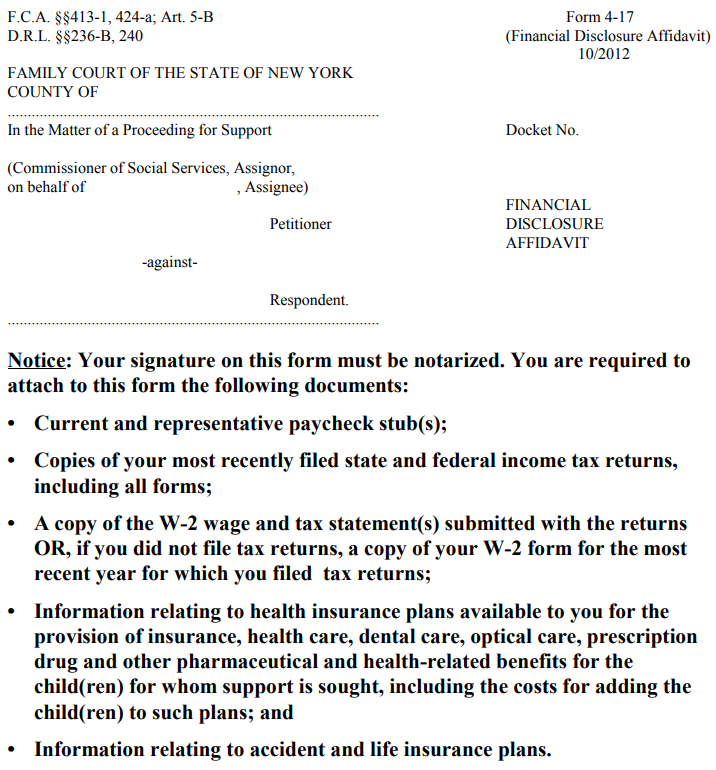 F.C.A. §§413-1, 424-a; Art. 5-B
Form 4-17
D.R.L. §§236-B, 240
(Financial Disclosure Affidavit)
10/2012
FAMILY COURT OF THE STATE OF NEW YORK
COUNTY OF
.............................................................................................
In the Matter of a Proceeding for Support
Docket No.
(Commissioner of Social Services, Assignor,
on behalf of , Assignee)
FINANCIAL
Petitioner
DISCLOSURE
AFFIDAVIT
-against-
Respondent.
.............................................................................................
Notice: Your signature on this form must be notarized. You are required to
attach to this form the following documents:
• Current and representative paycheck stub(s);
• Copies of your most recently filed state and federal income tax returns,
including all forms;
• A copy of the W-2 wage and tax statement(s) submitted with the returns
OR, if you did not file tax returns, a copy of your W-2 form for the most
recent year for which you filed  tax returns;
• Information relating to health insurance plans available to you for the
provision of insurance, health care, dental care, optical care, prescription
drug and other pharmaceutical and health-related benefits for the
child(ren) for whom support is sought, including the costs for adding the
child(ren) to such plans; and
• Information relating to accident and life insurance plans.